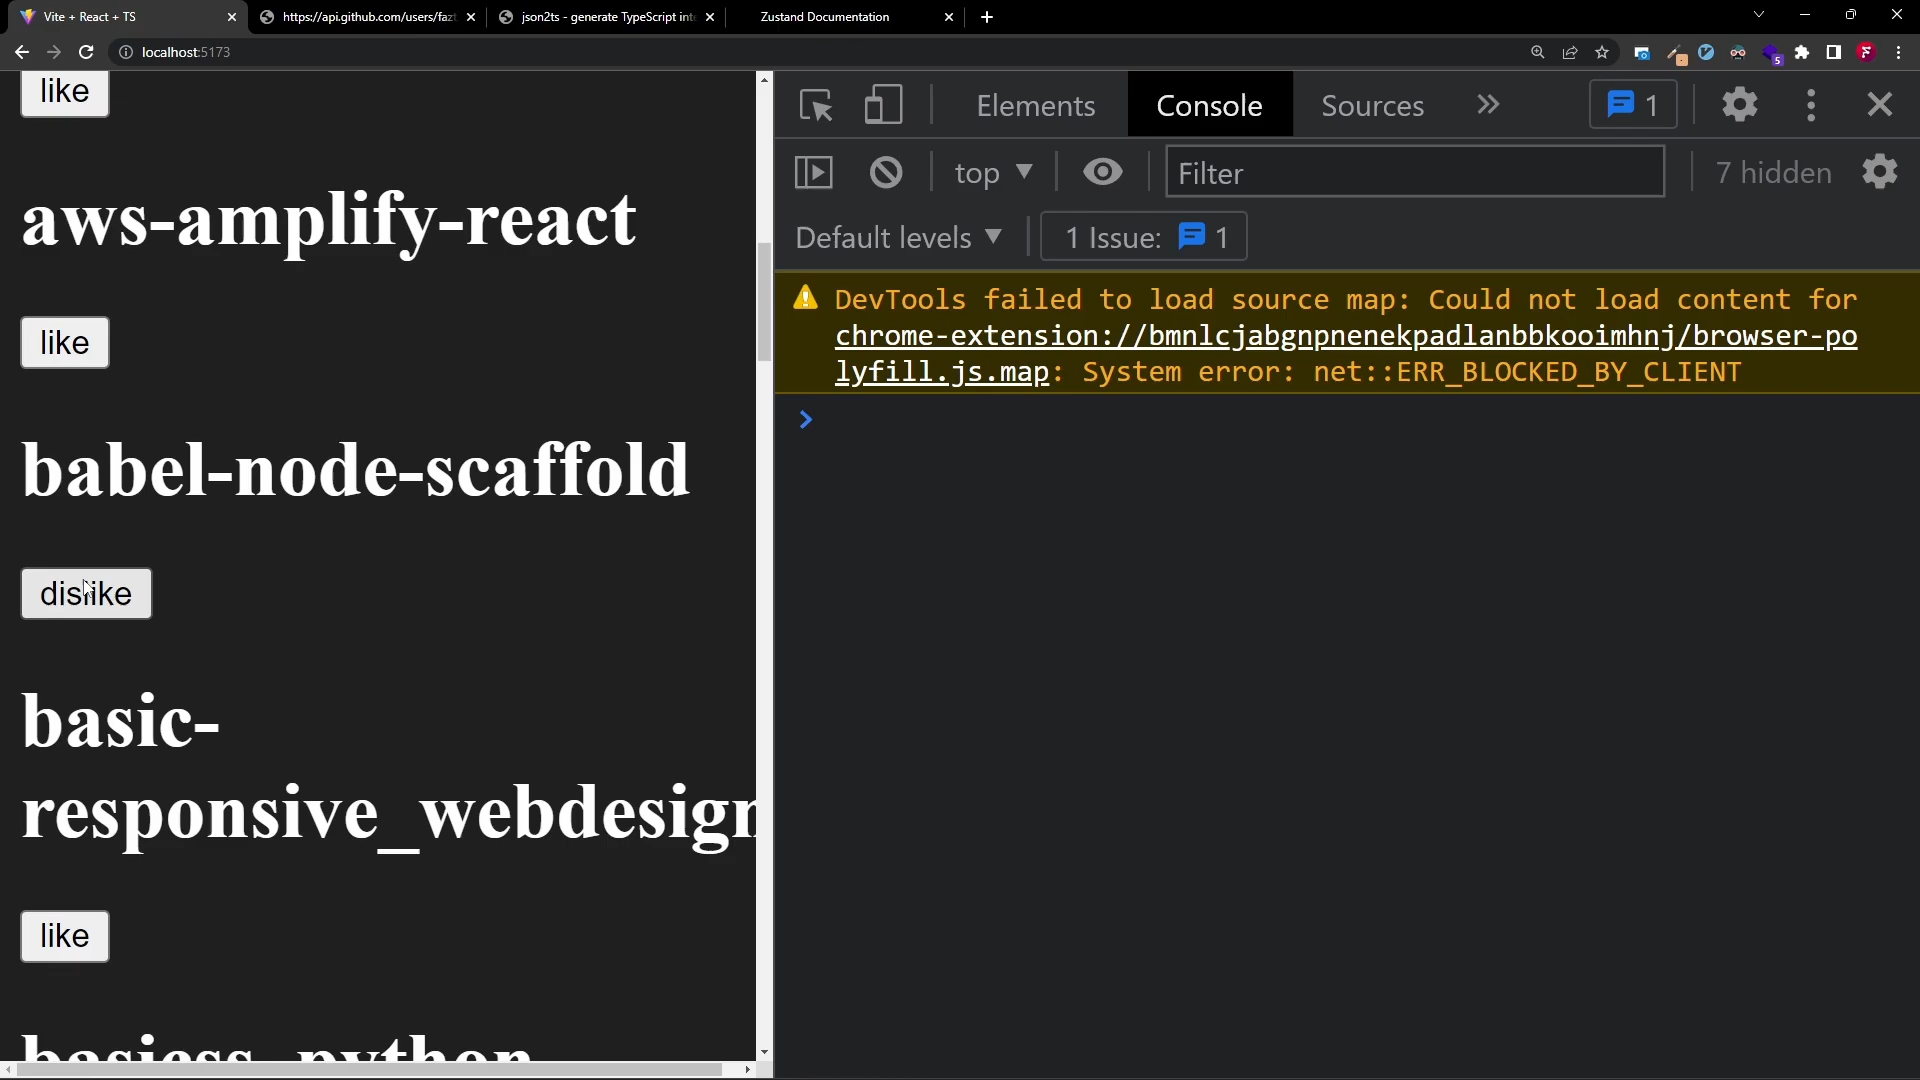 Vite + React + TS
https://api.github.com/users/fazt
json2ts - generate TypeScript int
Zustand Documentation
localhost:5173
5
like
aws-amplify-react
like
babel-node-scaffold
dislike
basic-
responsive_webdesign
like
basicss_python
Elements
Console
Sources
1
top
Filter
7 hidden
Default levels
1 Issue:
1
DevTools failed to load source map: Could not load content for
chrome-extension://bmnlcjabgnpnenekpadlanbbkooimhnj/browser-po
lyfill.js.map: System error: net::ERR_BLOCKED_BY_CLIENT